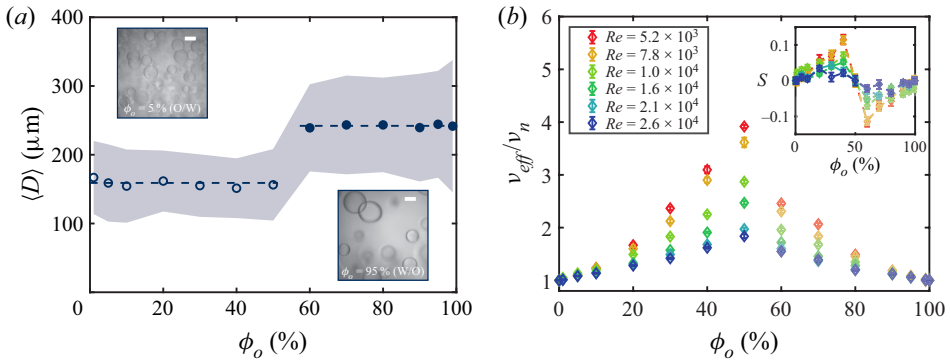 (a)
400
300
200
100
0
⟨D⟩ (μm)
ϕo = 5 % (O/W)
ϕo = 95 % (W/O)
0 20 40 60 80 100
ϕo (%)
(b)
6
5
4
3
2
1
νeff/νn
Re = 5.2 × 10³
Re = 7.8 × 10³
Re = 1.0 × 10⁴
Re = 1.6 × 10⁴
Re = 2.1 × 10⁴
Re = 2.6 × 10⁴
0.1
0
−0.1
S
0 50 100
ϕo (%)
0 20 40 60 80 100
ϕo (%)